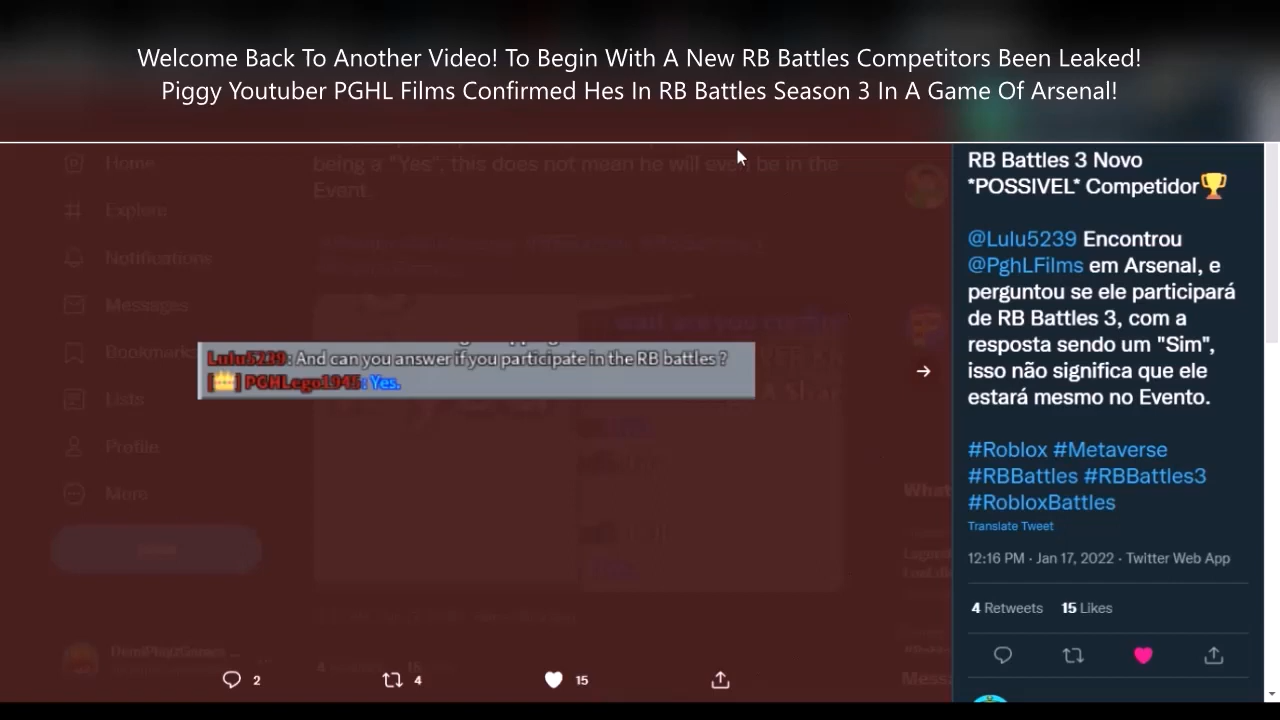 Welcome Back To Another Video! To Begin With A New RB Battles Competitors Been Leaked!
Piggy Youtuber PGHL Films Confirmed Hes In RB Battles Season 3 In A Game Of Arsenal!
Home
Explore
Notifications
Messages
Bookmarks
Lists
Profile
More
being a "Yes", this does not mean he will even be in the
Event.
Lulu5239: And can you answer if you participate in the RB battles ?
[👑] PGHLego1945: Yes.
2
4
15
RB Battles 3 Novo
*POSSIVEL* Competidor🏆
@Lulu5239 Encontrou
@PghLFilms em Arsenal, e
perguntou se ele participará
de RB Battles 3, com a
resposta sendo um "Sim",
isso não significa que ele
estará mesmo no Evento.
#Roblox #Metaverse
#RBBattles #RBBattles3
#RobloxBattles
Translate Tweet
12:16 PM · Jan 17, 2022 · Twitter Web App
4 Retweets 15 Likes